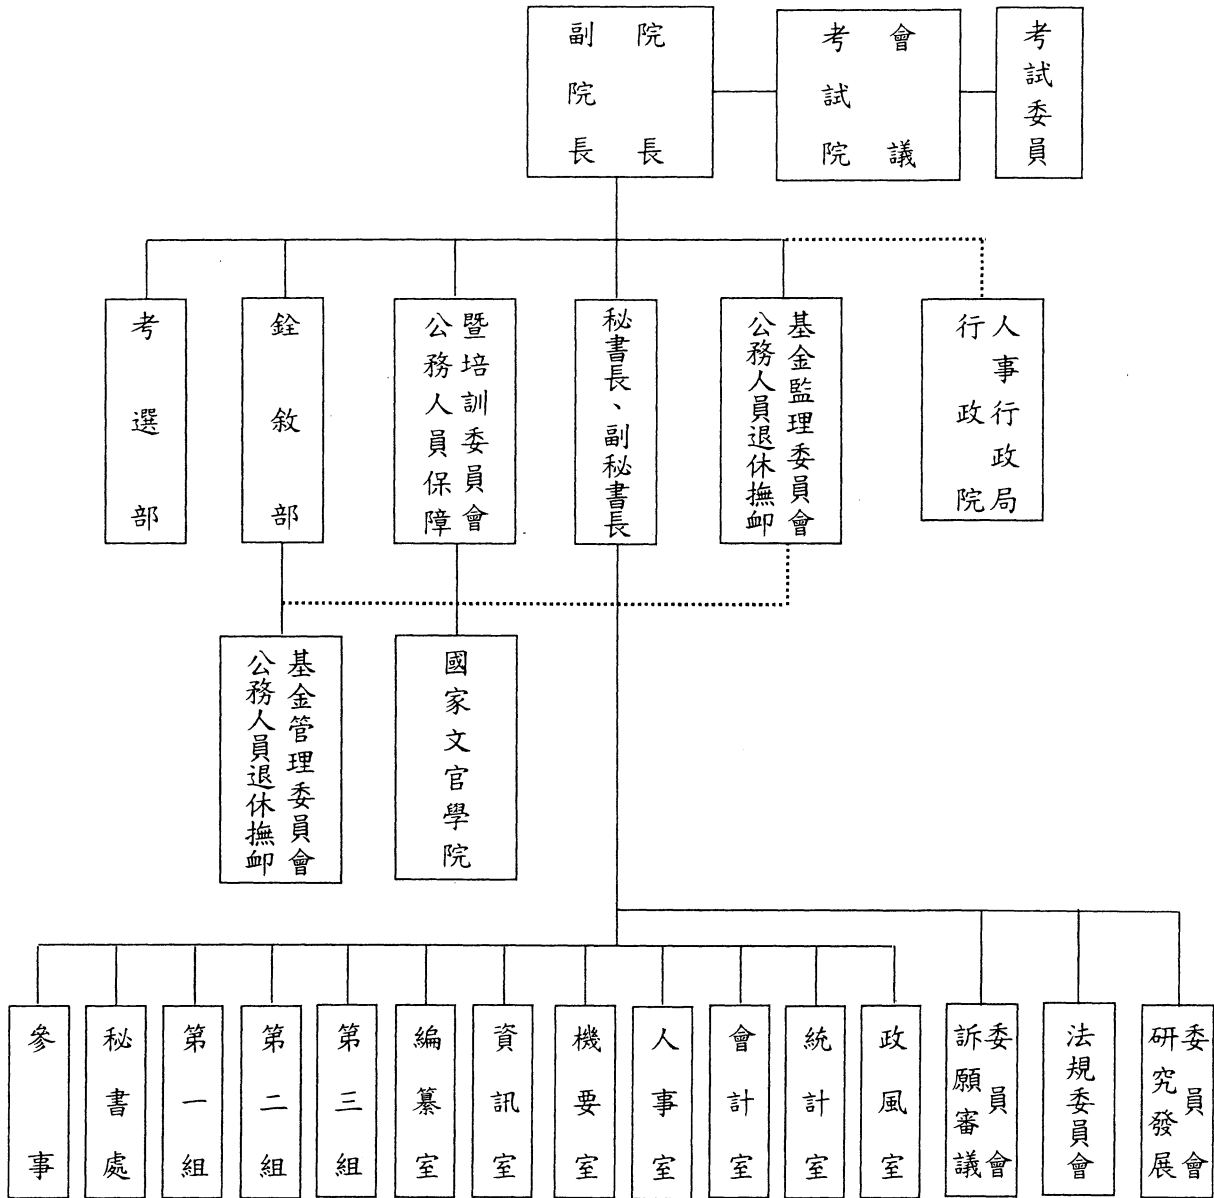 副院長
院長
考試院
會議
考試委員
考選部
銓敘部
公務人員保障
暨培訓委員會
秘書長、副秘書長
公務人員退休撫卹
基金監理委員會
行政院
人事行政局
公務人員退休撫卹
基金管理委員會
國家文官學院
參事
秘書處
第一組
第二組
第三組
編纂室
資訊室
機要室
人事室
會計室
統計室
政風室
訴願審議
委員會
法規委員會
研究發展
委員會